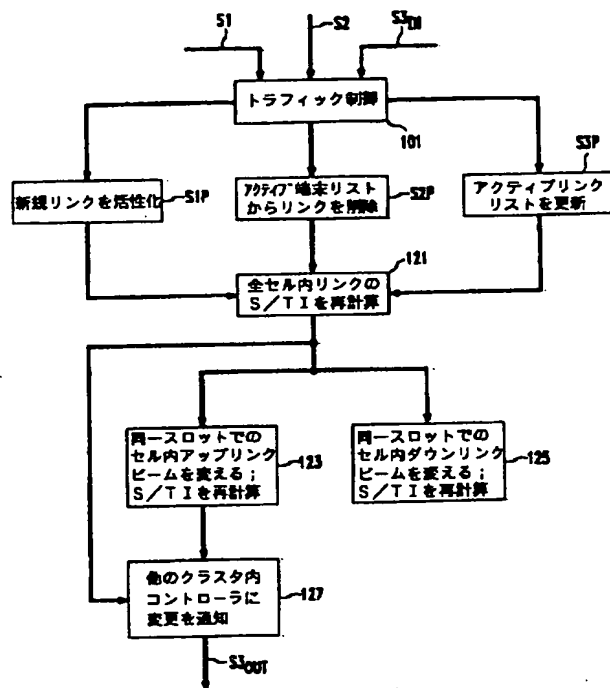 S1
S2
S3IN
トラフィック制御
101
新規リンクを活性化
S1P
アクティブ端末リスト
からリンクを削除
S2P
S3P
アクティブリンク
リストを更新
121
全セル内リンクの
S/TIを再計算
同一スロットでの
セル内アップリンク
ビームを変える;
S/TIを再計算
123
同一スロットでの
セル内ダウンリンク
ビームを変える;
S/TIを再計算
125
他のクラスタ内
コントローラに
変更を通知
127
S3OUT